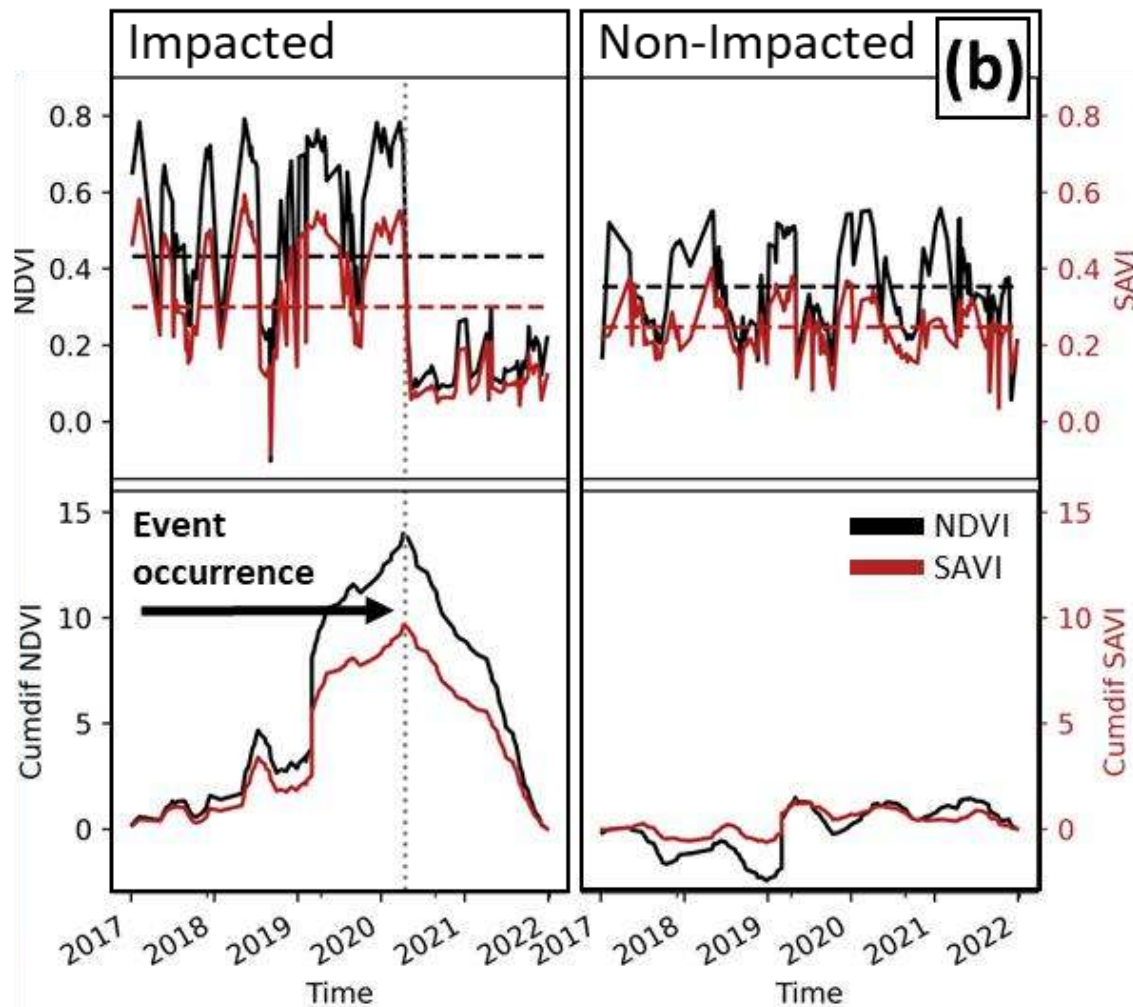 Impacted
Non-Impacted
(b)
0.8
0.6
0.4
0.2
0.0
NDVI
0.8
0.6
0.4
0.2
0.0
SAVI
15
10
5
0
Cumdif NDVI
Event
occurrence
NDVI
SAVI
15
10
5
0
Cumdif SAVI
2017
2018
2019
2020
2021
2022
Time
2017
2018
2019
2020
2021
2022
Time